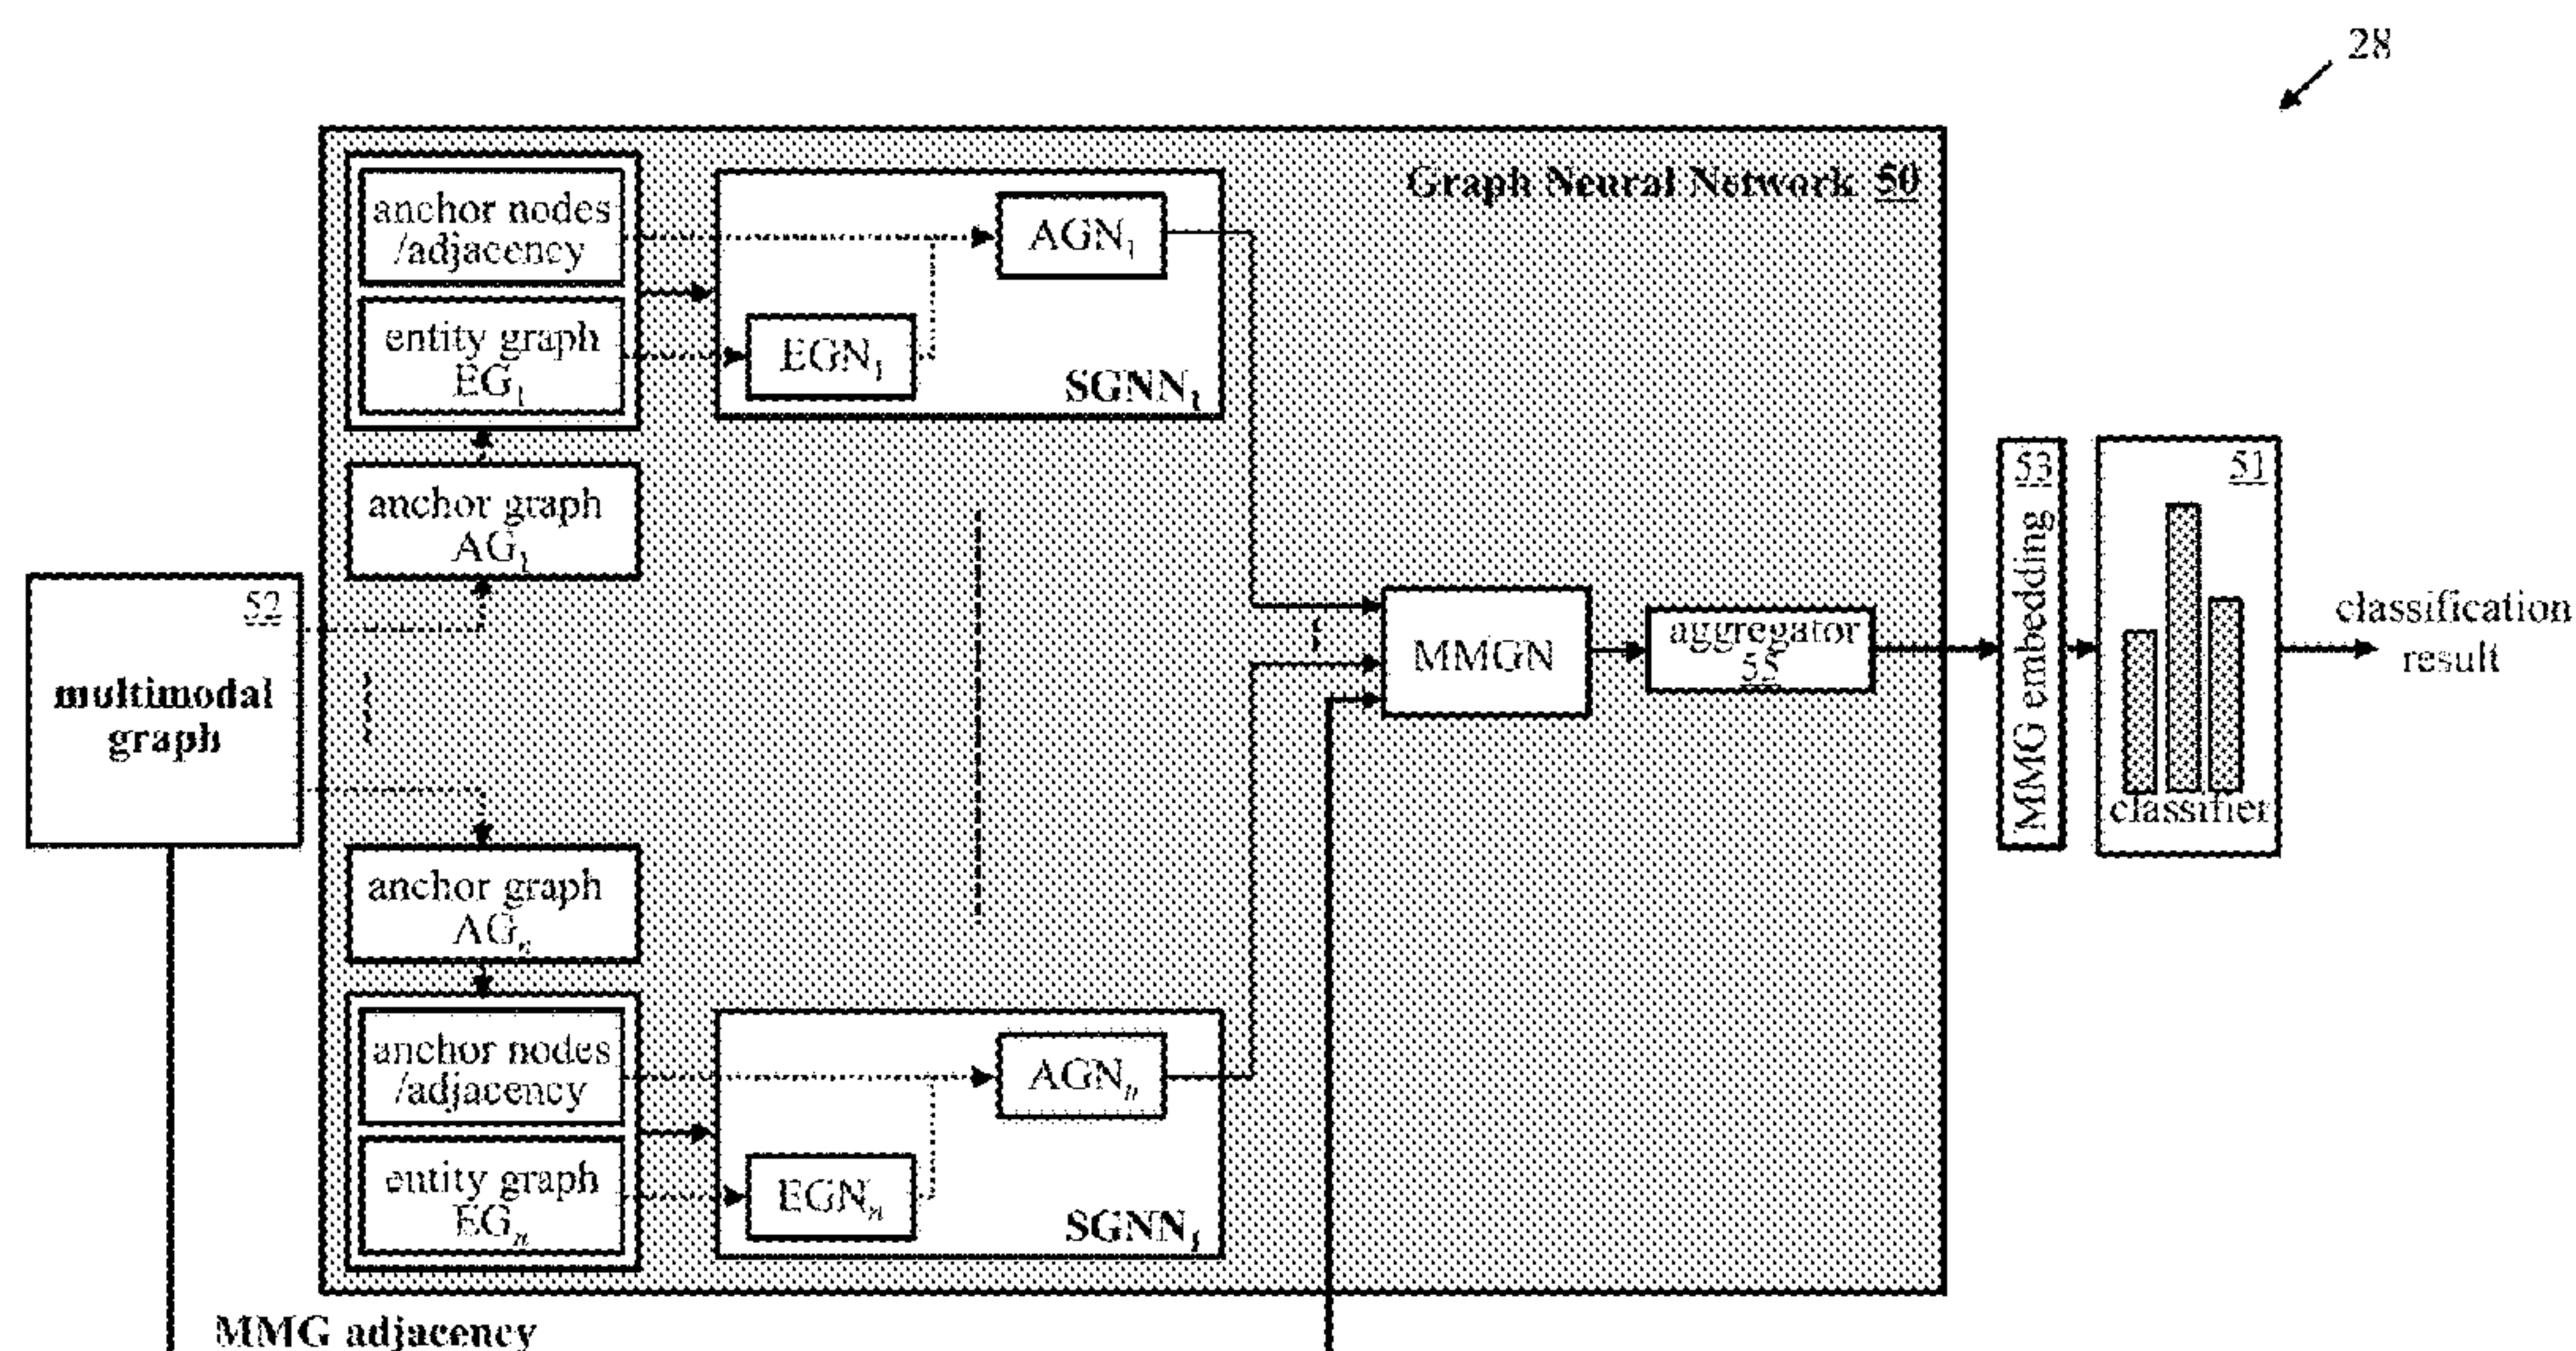 28
Graph Neural Network 50
anchor nodes
/adjacency
entity graph
EG₁
AGN₁
EGN₁
SGNN₁
anchor graph
AG₁
52
multimodal
graph
MMGN
aggregator
55
53
MMG embedding
51
classifier
classification
result
anchor graph
AGₙ
anchor nodes
/adjacency
entity graph
EGₙ
AGNₙ
EGNₙ
SGNN₁
MMG adjacency